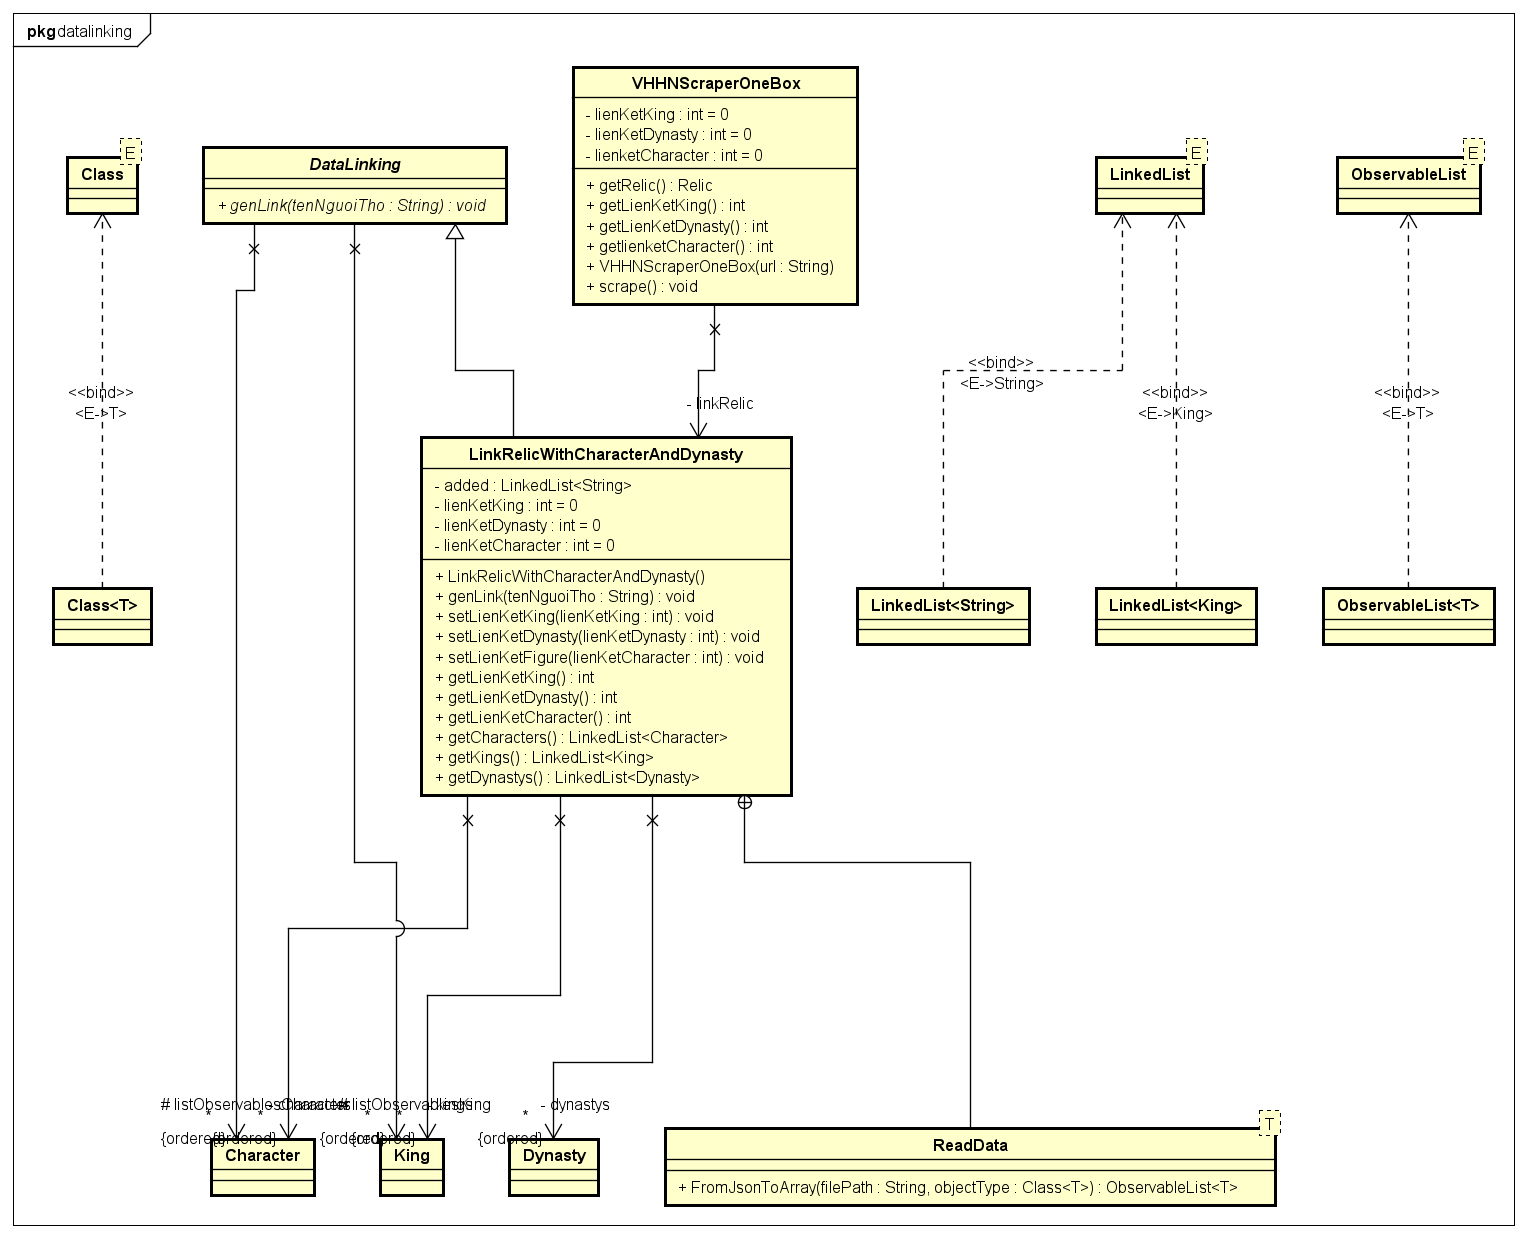 pkg datalinking
VHHNScraperOneBox
- lienKetKing : int = 0
- lienKetDynasty : int = 0
- lienketCharacter : int = 0
+ getRelic() : Relic
+ getLienKetKing() : int
+ getLienKetDynasty() : int
+ getlienketCharacter() : int
+ VHHNScraperOneBox(url : String)
+ scrape() : void
E
Class
DataLinking
+ genLink(tenNguoiTho : String) : void
E
LinkedList
E
ObservableList
<<bind>>
<E->T>
<<bind>>
<E->String>
<<bind>>
<E->King>
<<bind>>
<E->T>
- linkRelic
LinkRelicWithCharacterAndDynasty
- added : LinkedList<String>
- lienKetKing : int = 0
- lienKetDynasty : int = 0
- lienKetCharacter : int = 0
+ LinkRelicWithCharacterAndDynasty()
+ genLink(tenNguoiTho : String) : void
+ setLienKetKing(lienKetKing : int) : void
+ setLienKetDynasty(lienKetDynasty : int) : void
+ setLienKetFigure(lienKetCharacter : int) : void
+ getLienKetKing() : int
+ getLienKetDynasty() : int
+ getLienKetCharacter() : int
+ getCharacters() : LinkedList<Character>
+ getKings() : LinkedList<King>
+ getDynastys() : LinkedList<Dynasty>
Class<T>
LinkedList<String>
LinkedList<King>
ObservableList<T>
- dynastys
*
*
*
*
*
{ordered}
{ordered}
{ordered}
{ordered}
{ordered}
Character
King
Dynasty
T
ReadData
+ FromJsonToArray(filePath : String, objectType : Class<T>) : ObservableList<T>